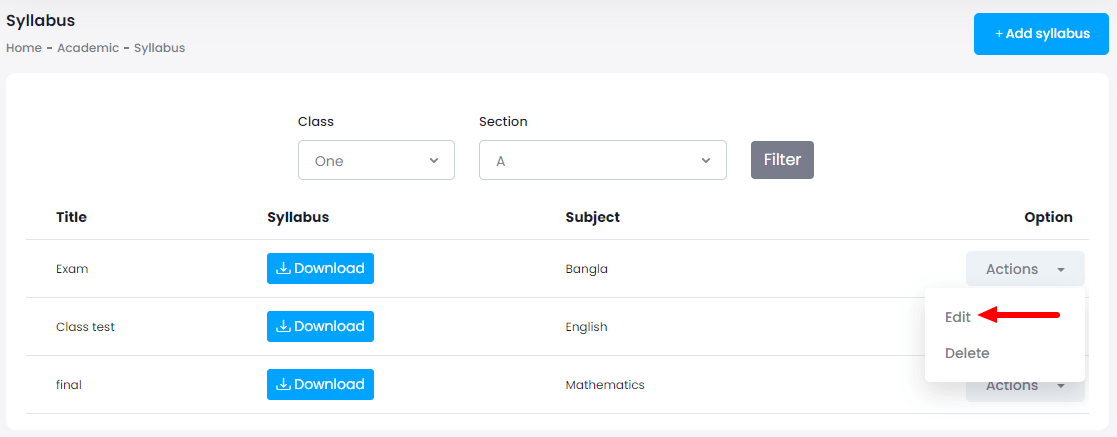 Syllabus
Home - Academic - Syllabus
+ Add syllabus
Class Section
One A Filter
Title Syllabus Subject Option
Exam Download Bangla Actions
Class test Download English Edit
Delete
final Download Mathematics Actions